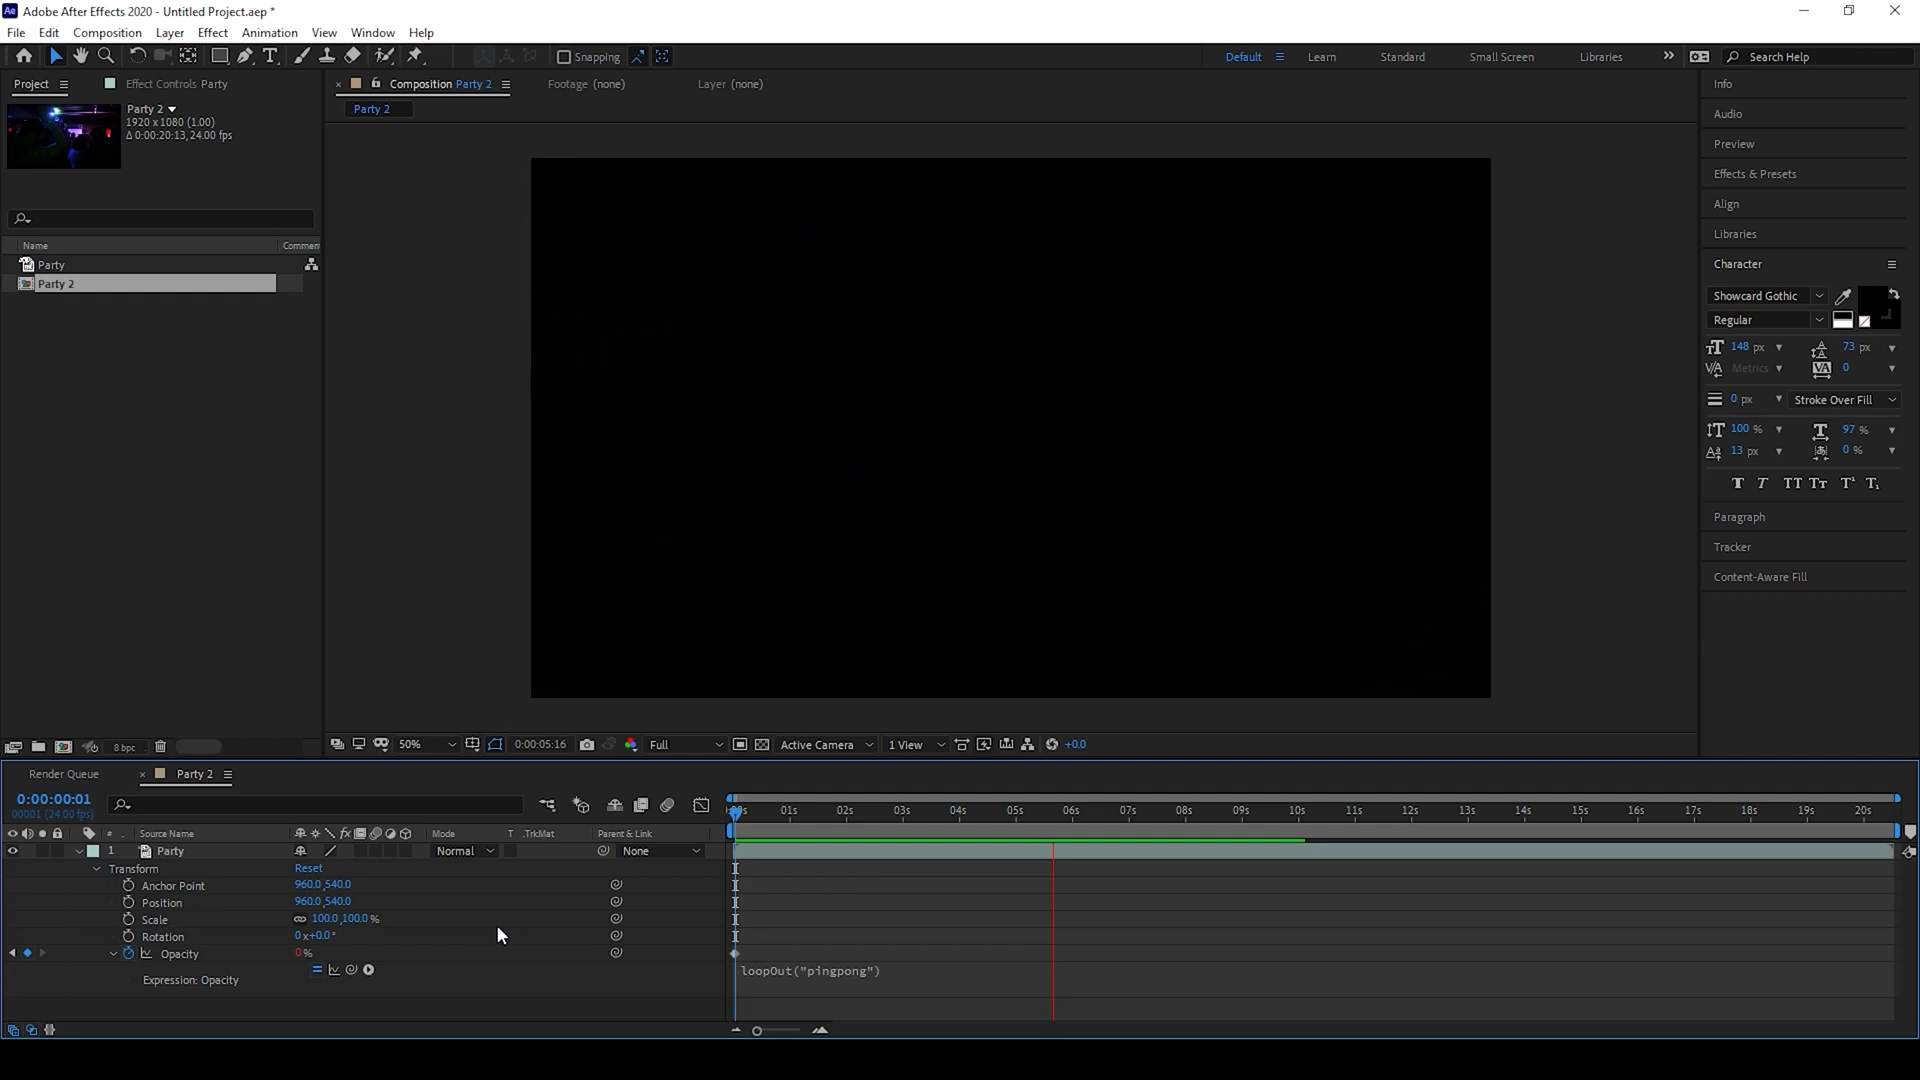 Adobe After Effects 2020 - Untitled Project.aep *
File Edit Composition Layer Effect Animation View Window Help
Snapping
Default Learn Standard Small Screen Libraries Search Help
Project Effect Controls Party
Composition Party 2 Footage (none) Layer (none)
Party 2
Party 2
1920 x 1080 (1.00)
Δ 0:00:20:13, 24.00 fps
Name Commen
Party
Party 2
8 bpc
50% 0:00:05:16 Full Active Camera 1 View +0.0
Info
Audio
Preview
Effects & Presets
Align
Libraries
Character
Showcard Gothic
Regular
148 px 73 px
Metrics 0
0 px Stroke Over Fill
100 % 97 %
13 px 0 %
T T TT Tт T¹ T₁
Paragraph
Tracker
Content-Aware Fill
Render Queue Party 2
0:00:00:01
00001 (24.00 fps)
01s 02s 03s 04s 05s 06s 07s 08s 09s 10s 11s 12s 13s 14s 15s 16s 17s 18s 19s 20s
# Source Name Mode T .TrkMat Parent & Link
1 Party Normal None
Transform Reset
Anchor Point 960.0,540.0
Position 960.0,540.0
Scale 100.0,100.0 %
Rotation 0x+0.0°
Opacity 0 %
loopOut("pingpong")
Expression: Opacity